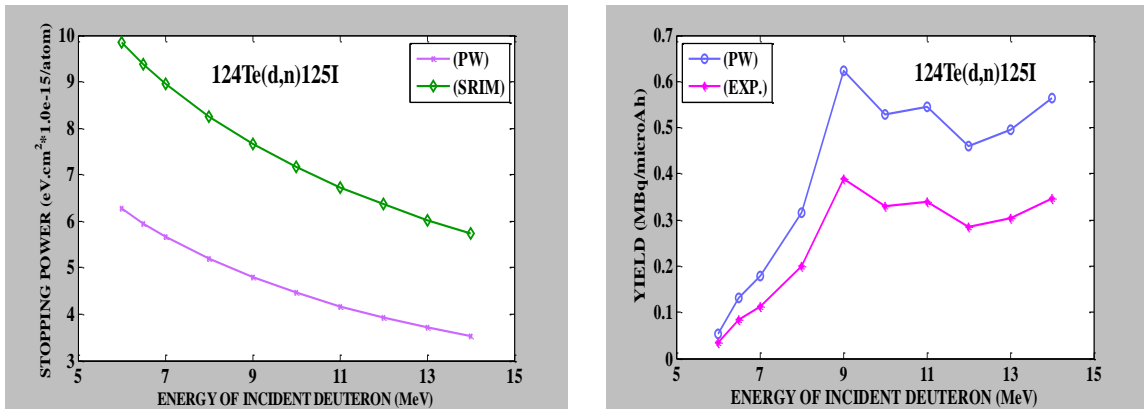 10
9
8
7
6
5
4
3
5
7
9
11
13
15
STOPPING POWER (eV.cm²*1.0e-15/atom)
ENERGY OF INCIDENT DEUTERON (MeV)
124Te(d,n)125I
(PW)
(SRIM)
0.7
0.6
0.5
0.4
0.3
0.2
0.1
0
5
7
9
11
13
15
YIELD (MBq/microAh)
ENERGY OF INCIDENT DEUTERON (MeV)
(PW)
(EXP.)
124Te(d,n)125I